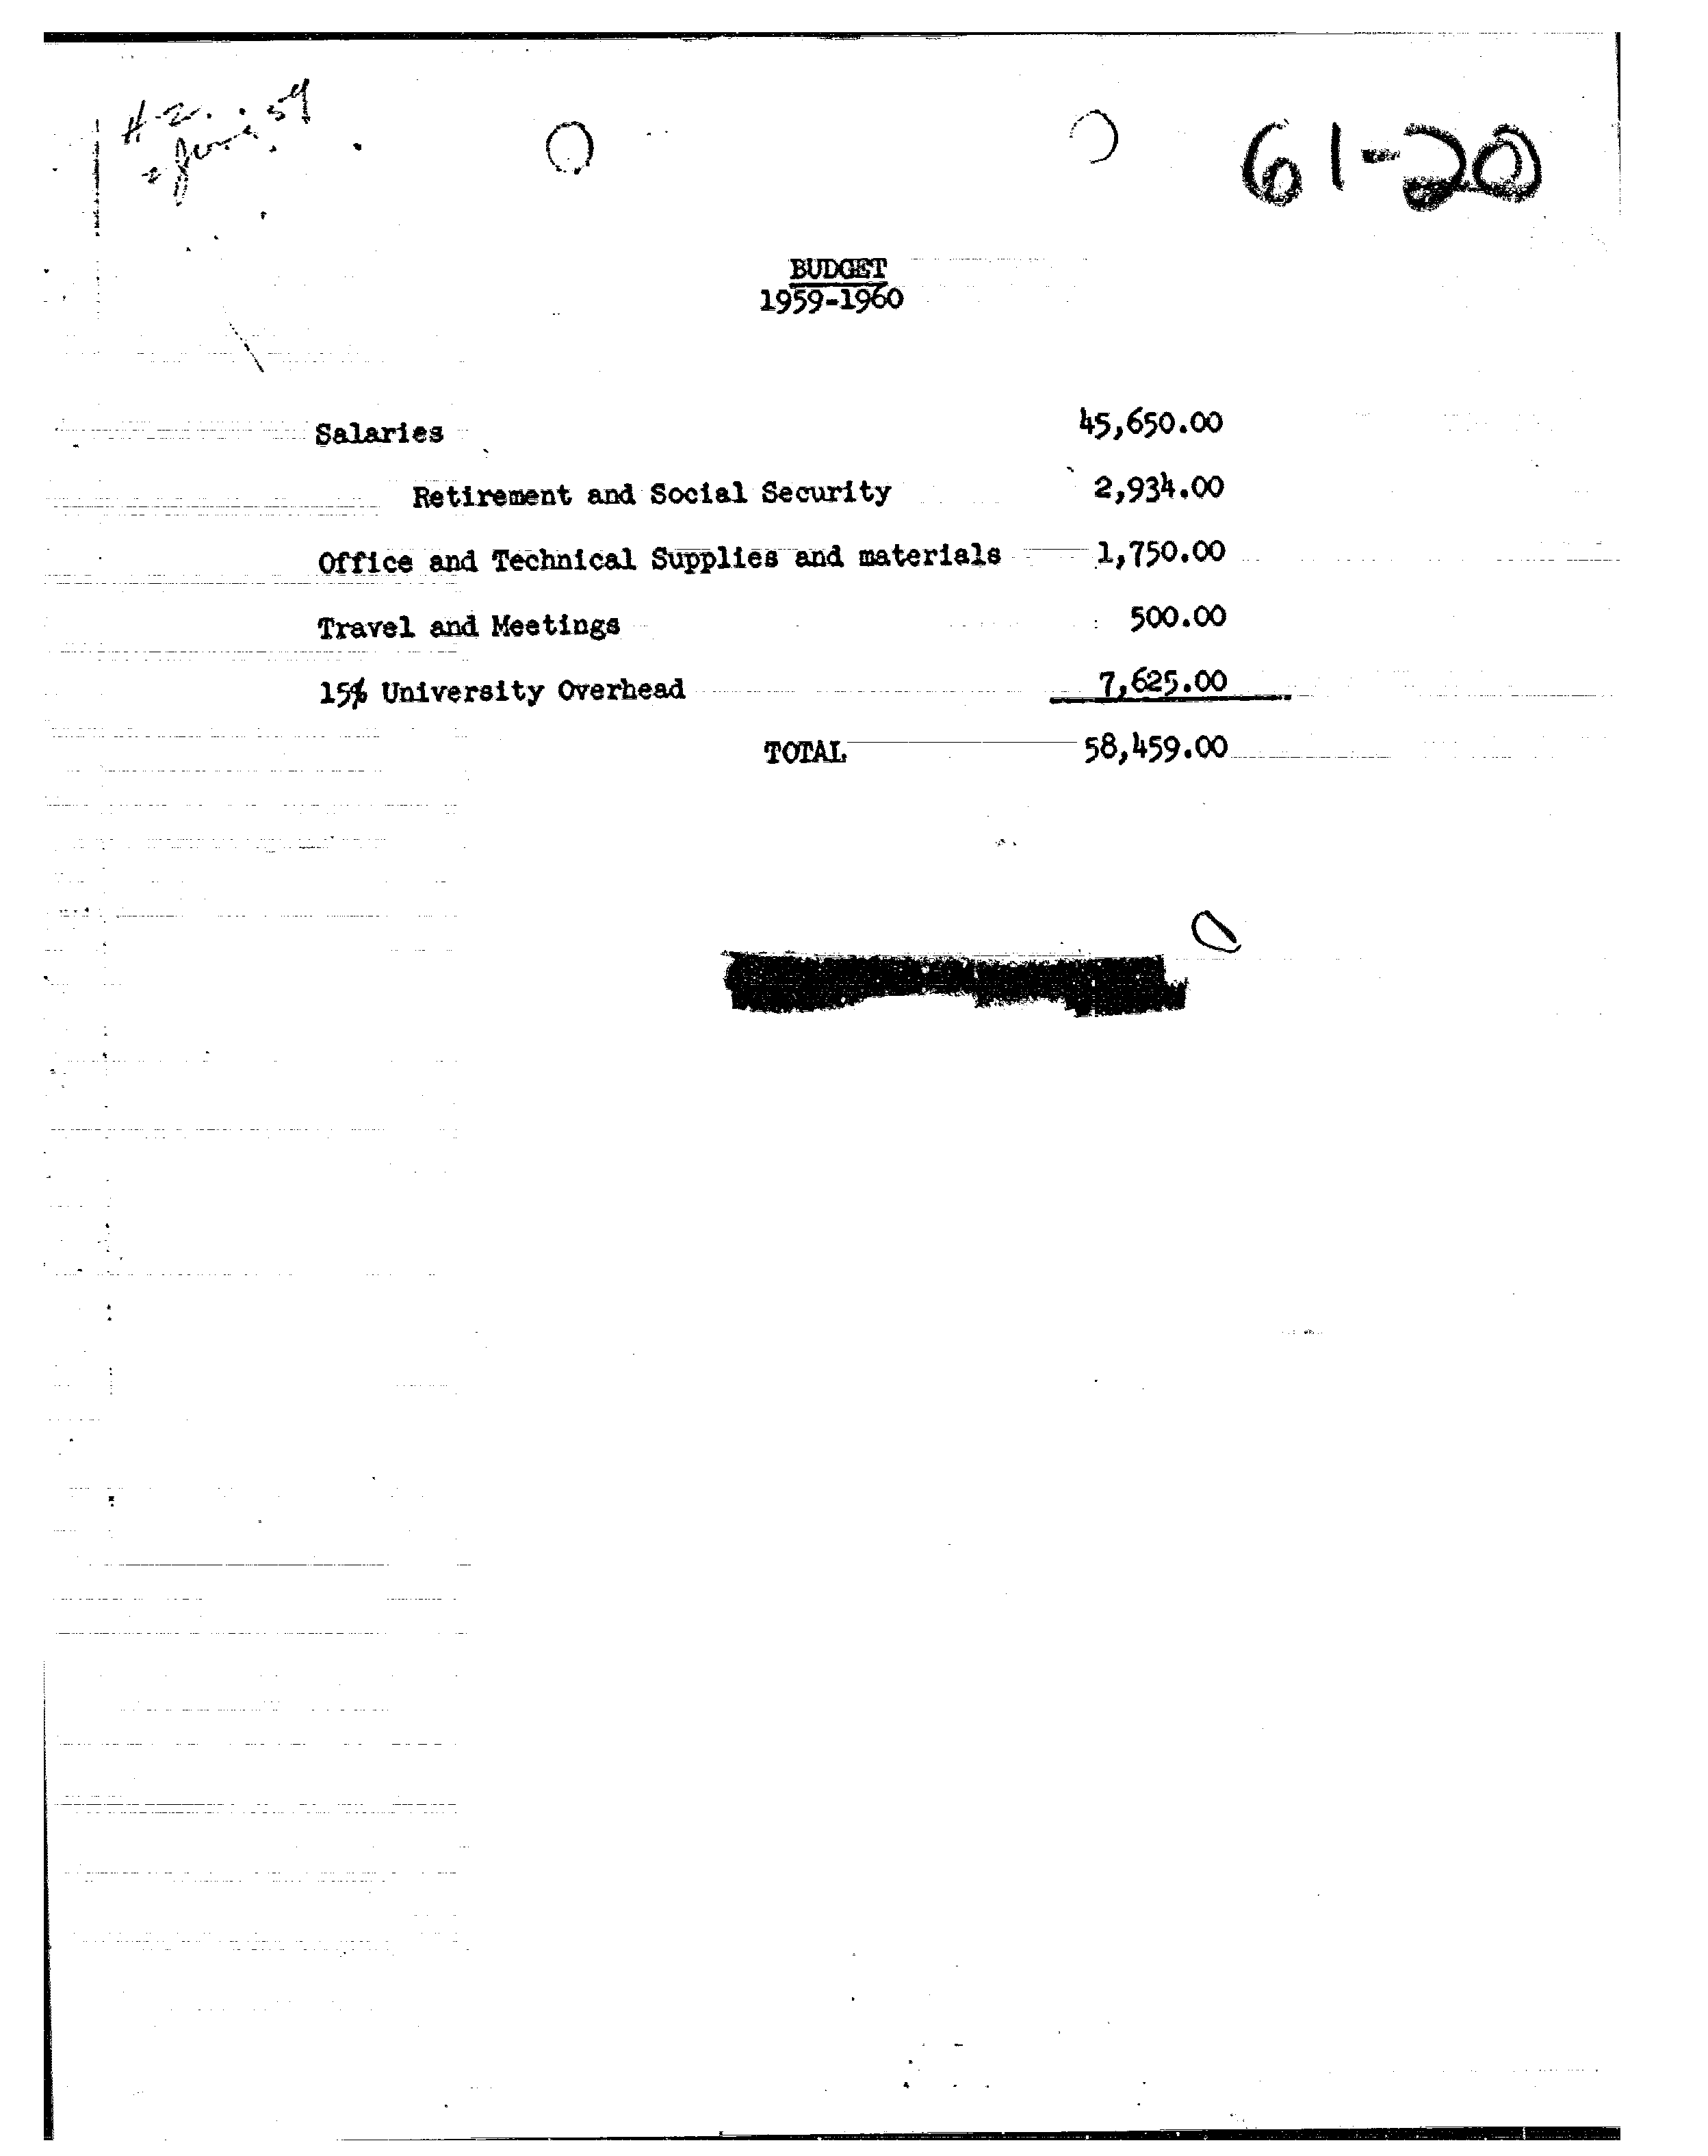 61-20
BUDGET
1959-1960
Salaries 45,650.00
Retirement and Social Security 2,934.00
Office and Technical Supplies and materials 1,750.00
Travel and Meetings 500.00
15% University Overhead 7,625.00
TOTAL 58,459.00